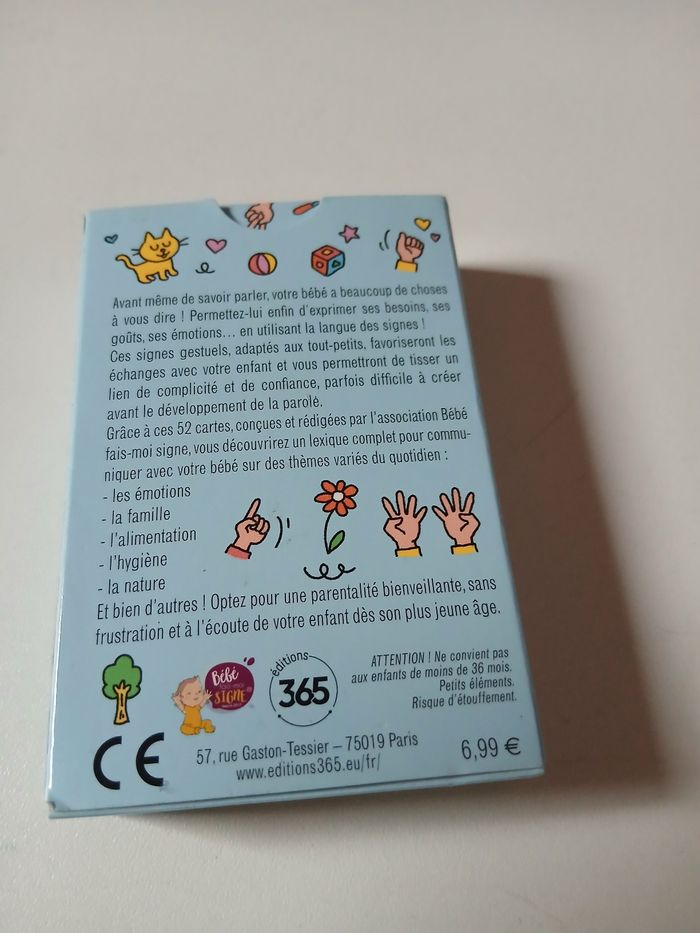 Avant même de savoir parler, votre bébé a beaucoup de choses
à vous dire ! Permettez-lui enfin d'exprimer ses besoins, ses
goûts, ses émotions... en utilisant la langue des signes !
Ces signes gestuels, adaptés aux tout-petits, favoriseront les
échanges avec votre enfant et vous permettront de tisser un
lien de complicité et de confiance, parfois difficile à créer
avant le développement de la parole.
Grâce à ces 52 cartes, conçues et rédigées par l'association Bébé
fais-moi signe, vous découvrirez un lexique complet pour commu-
niquer avec votre bébé sur des thèmes variés du quotidien :
- les émotions
- la famille
- l'alimentation
- l'hygiène
- la nature
Et bien d'autres ! Optez pour une parentalité bienveillante, sans
frustration et à l'écoute de votre enfant dès son plus jeune âge.
Bébé
SIGNE
éditions
365
ATTENTION ! Ne convient pas
aux enfants de moins de 36 mois.
Petits éléments.
Risque d'étouffement.
CE
57, rue Gaston-Tessier – 75019 Paris
www.editions365.eu/fr/
6,99 €